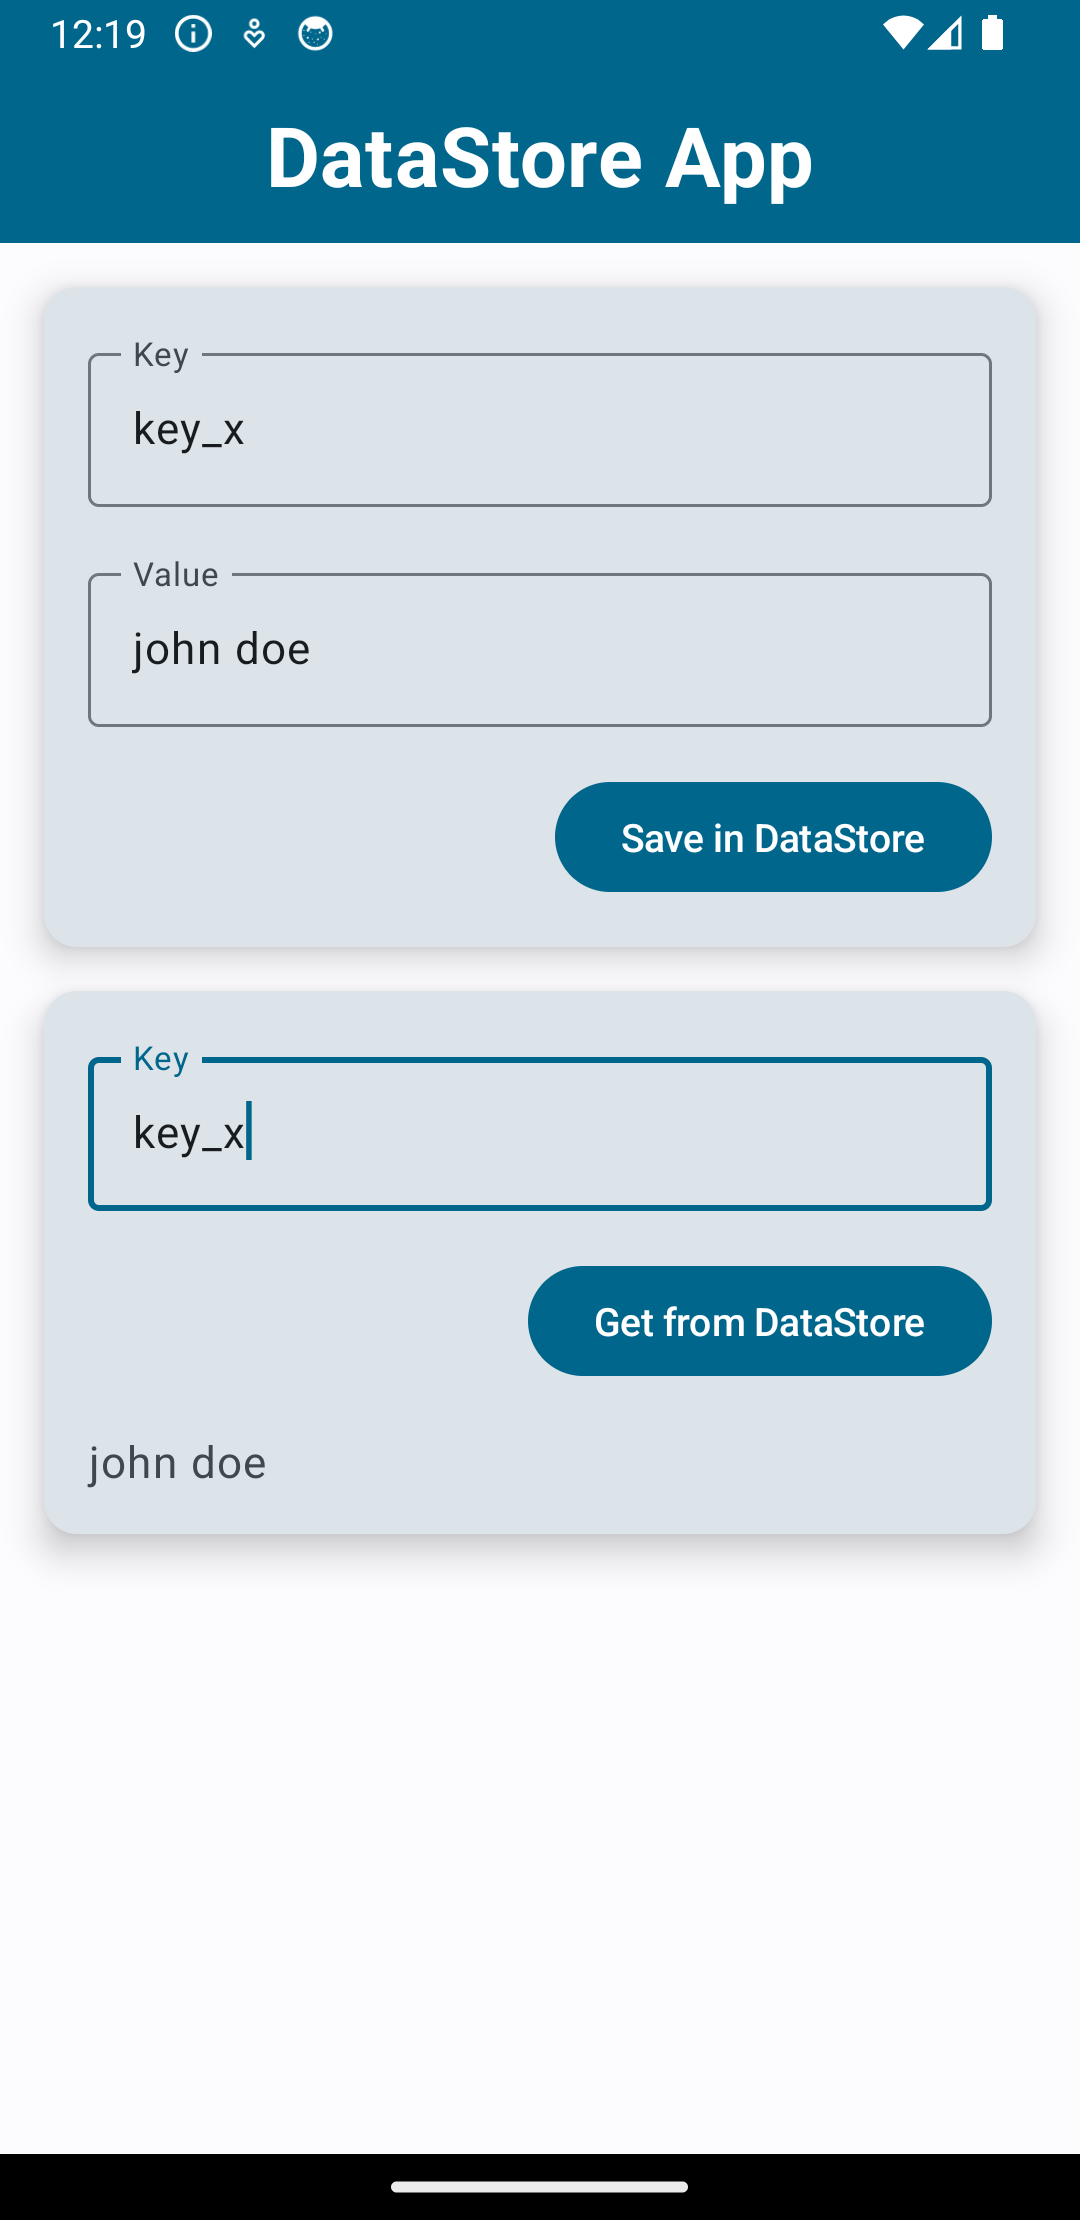 12:19
DataStore App
Key
key_x
Value
john doe
Save in DataStore
Key
key_x
Get from DataStore
john doe